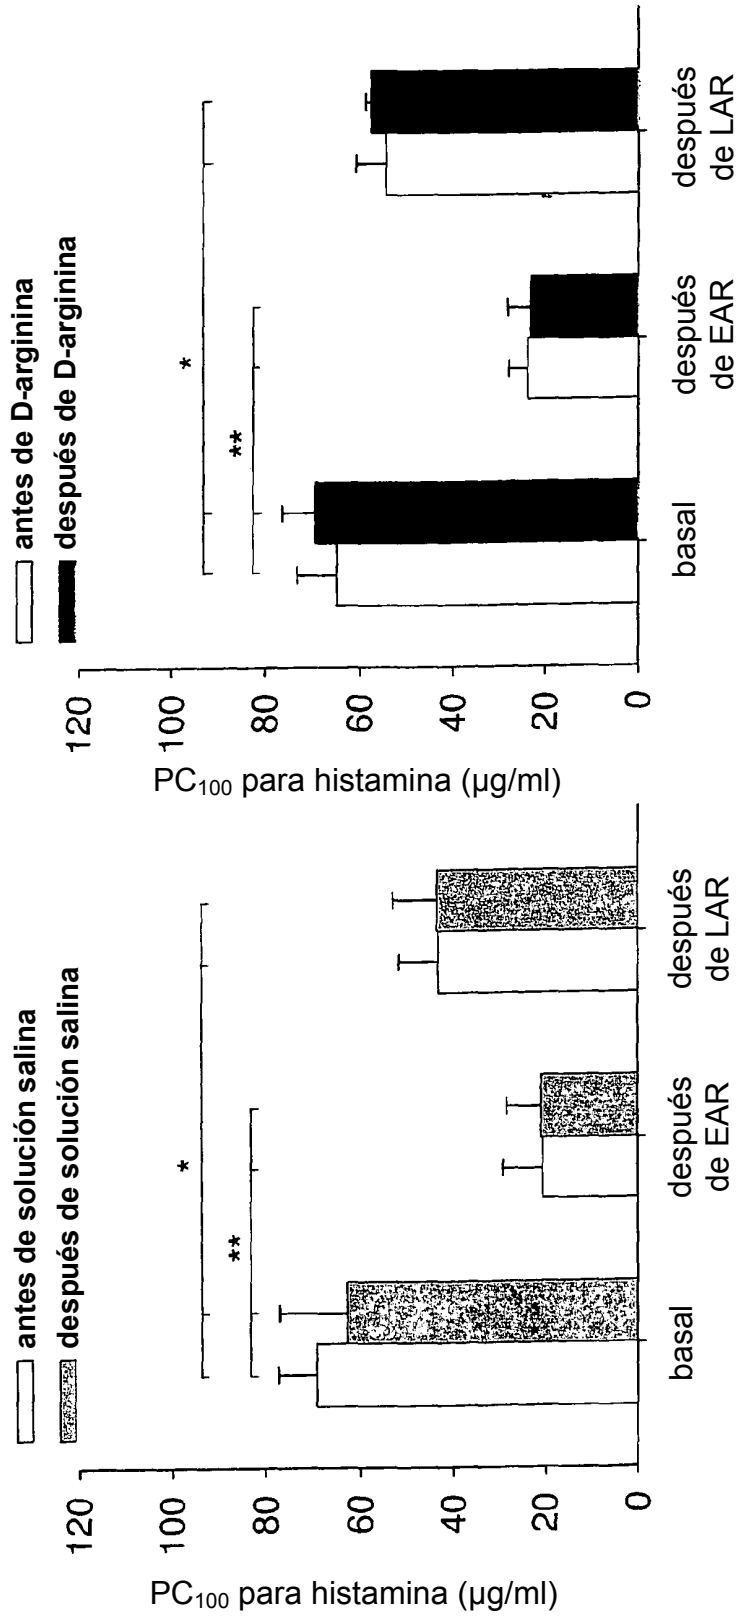 antes de solución salina
después de solución salina
PC₁₀₀ para histamina (µg/ml)
120
100
80
60
40
20
0
*
**
basal
después
de EAR
después
de LAR
antes de D-arginina
después de D-arginina
PC₁₀₀ para histamina (µg/ml)
120
100
80
60
40
20
0
*
**
basal
después
de EAR
después
de LAR